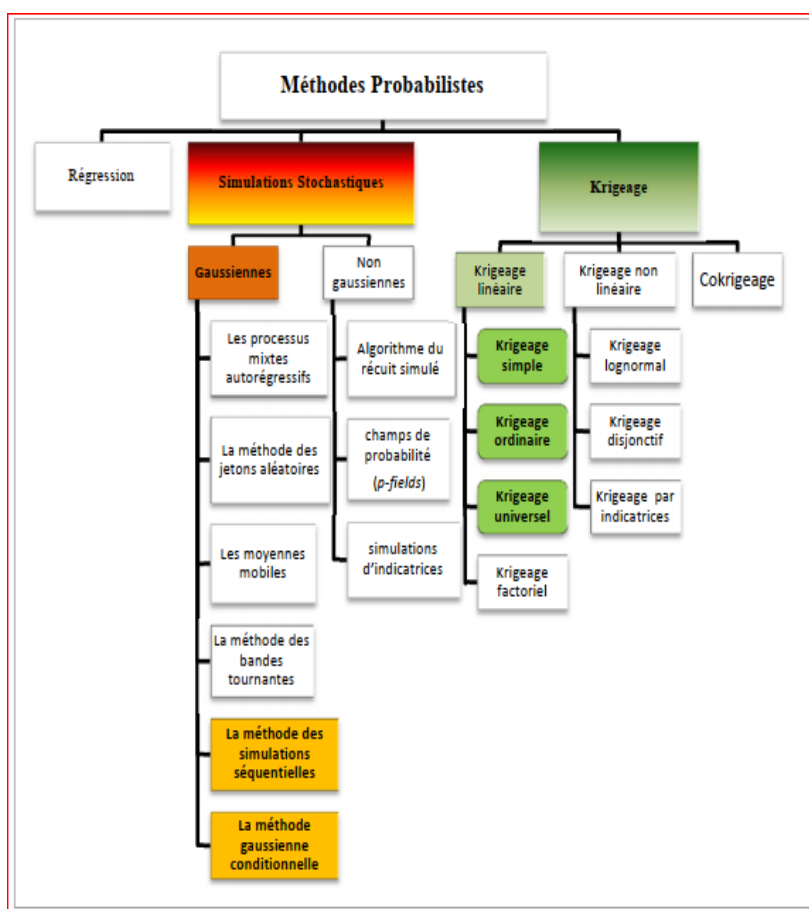 Méthodes Probabilistes
Régression
Simulations Stochastiques
Krigeage
Gaussiennes
Non
gaussiennes
Krigeage
linéaire
Krigeage non
linéaire
Cokrigeage
Les processus
mixtes
autorégressifs
La méthode des
jetons aléatoires
Les moyennes
mobiles
La méthode des
bandes
tournantes
La méthode des
simulations
séquentielles
La méthode
gaussienne
conditionnelle
Algorithme du
récuit simulé
champs de
probabilité
(p-fields)
simulations
d'indicatrices
Krigeage
simple
Krigeage
ordinaire
Krigeage
universel
Krigeage
factoriel
Krigeage
lognormal
Krigeage
disjonctif
Krigeage par
indicatrices